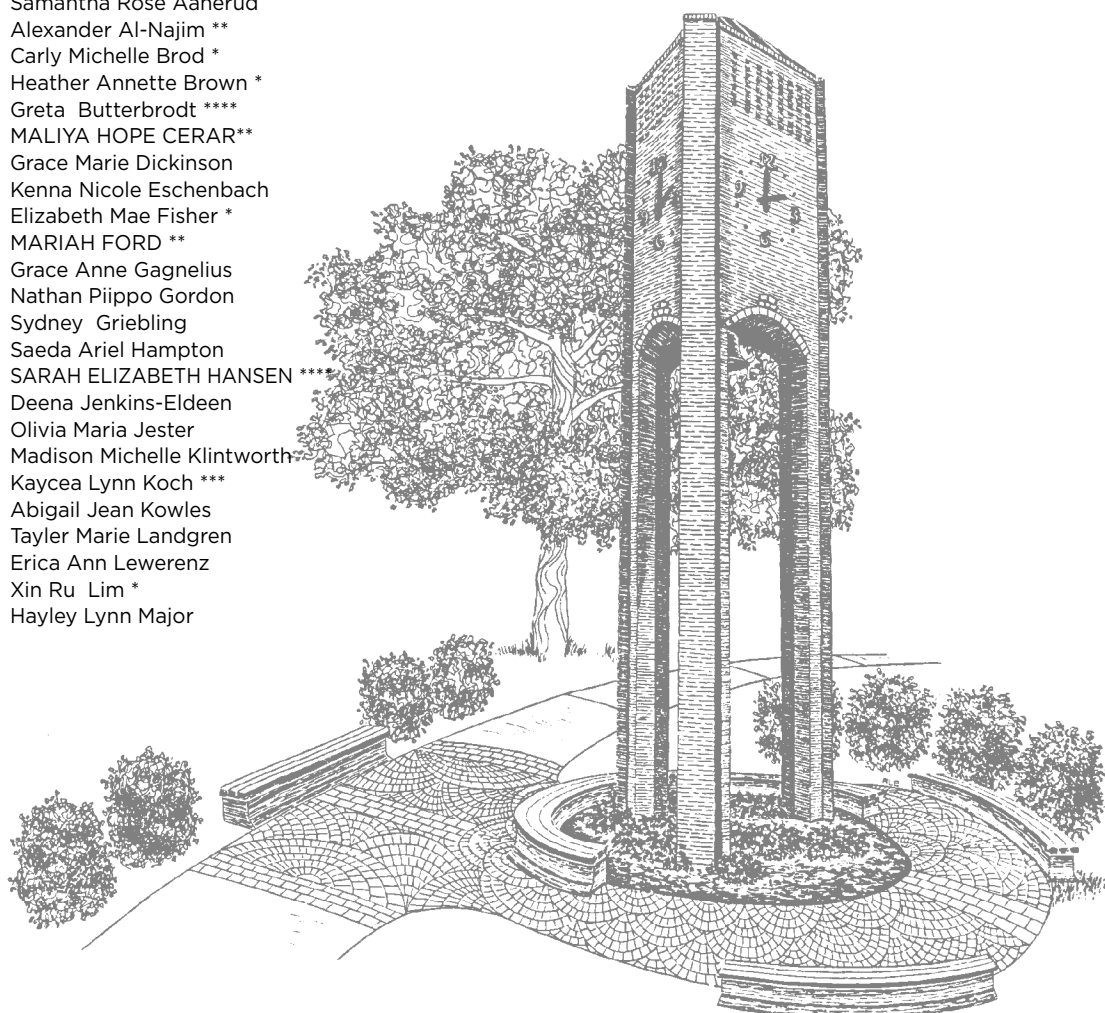 Samantha Rose Aanerud
Alexander Al-Najim **
Carly Michelle Brod *
Heather Annette Brown *
Greta  Butterbrodt ****
MALIYA HOPE CERAR**
Grace Marie Dickinson
Kenna Nicole Eschenbach
Elizabeth Mae Fisher *
MARIAH FORD **
Grace Anne Gagnelius
Nathan Piippo Gordon
Sydney  Griebling
Saeda Ariel Hampton
SARAH ELIZABETH HANSEN ****
Deena Jenkins-Eldeen
Olivia Maria Jester
Madison Michelle Klintworth
Kaycea Lynn Koch ***
Abigail Jean Kowles
Tayler Marie Landgren
Erica Ann Lewerenz
Xin Ru  Lim *
Hayley Lynn Major